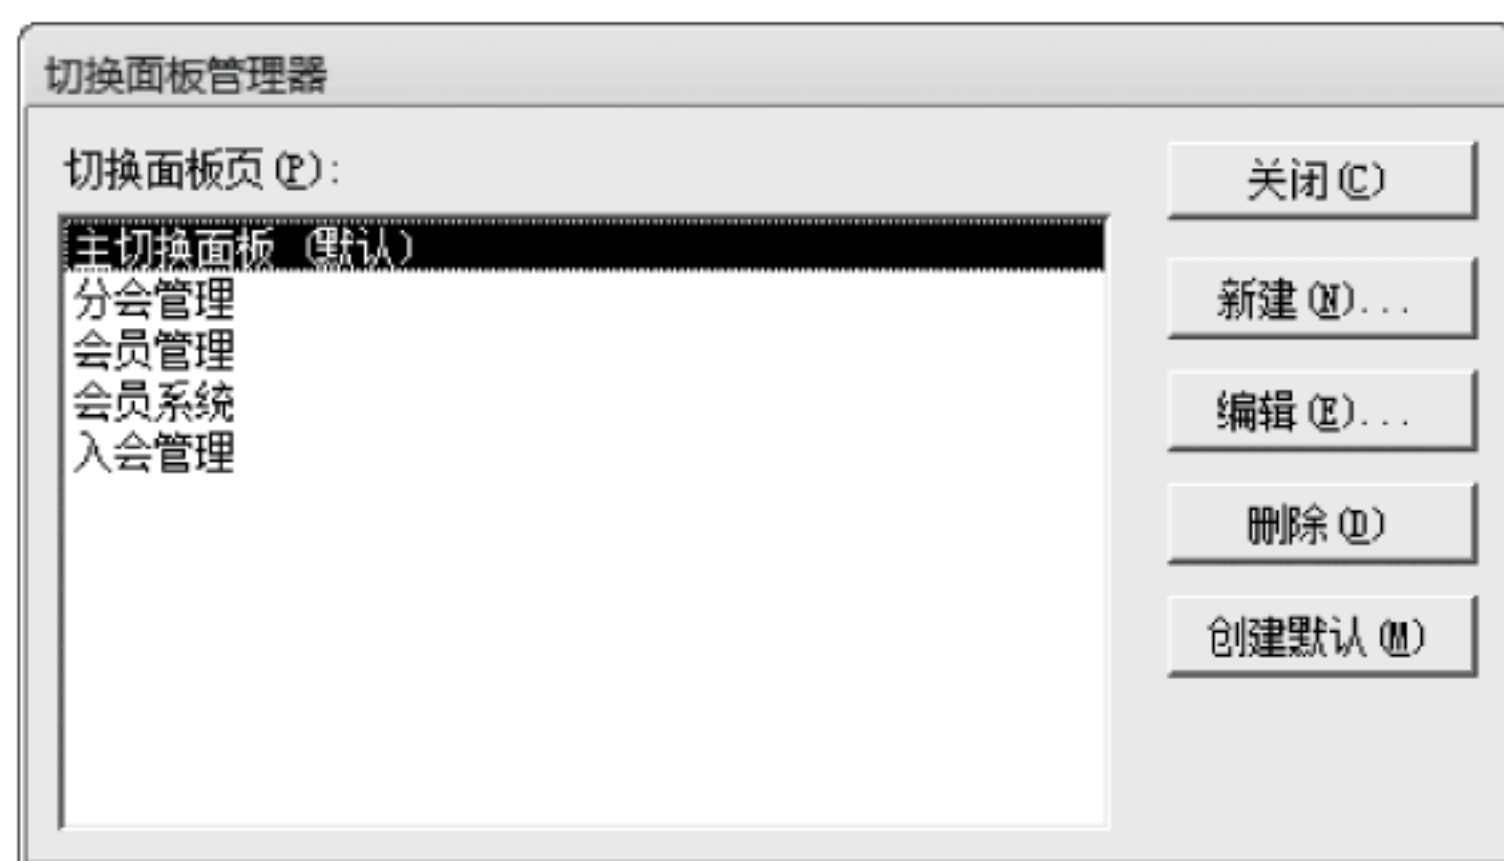 切换面板管理器
切换面板页(P):
主切换面板 (默认)
分会管理
会员管理
会员系统
入会管理
关闭(C)
新建(N)...
编辑(E)...
删除(D)
创建默认(M)